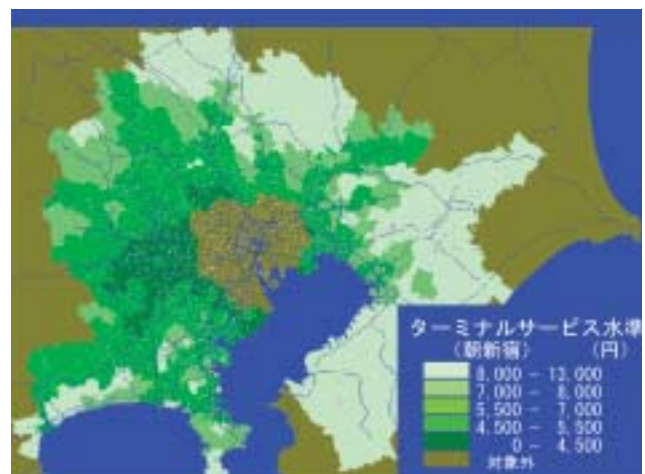 ターミナルサービス水準
(朝新宿) (円)
8,000 - 13,000
7,000 - 8,000
5,500 - 7,000
4,500 - 5,500
0 - 4,500
対象外